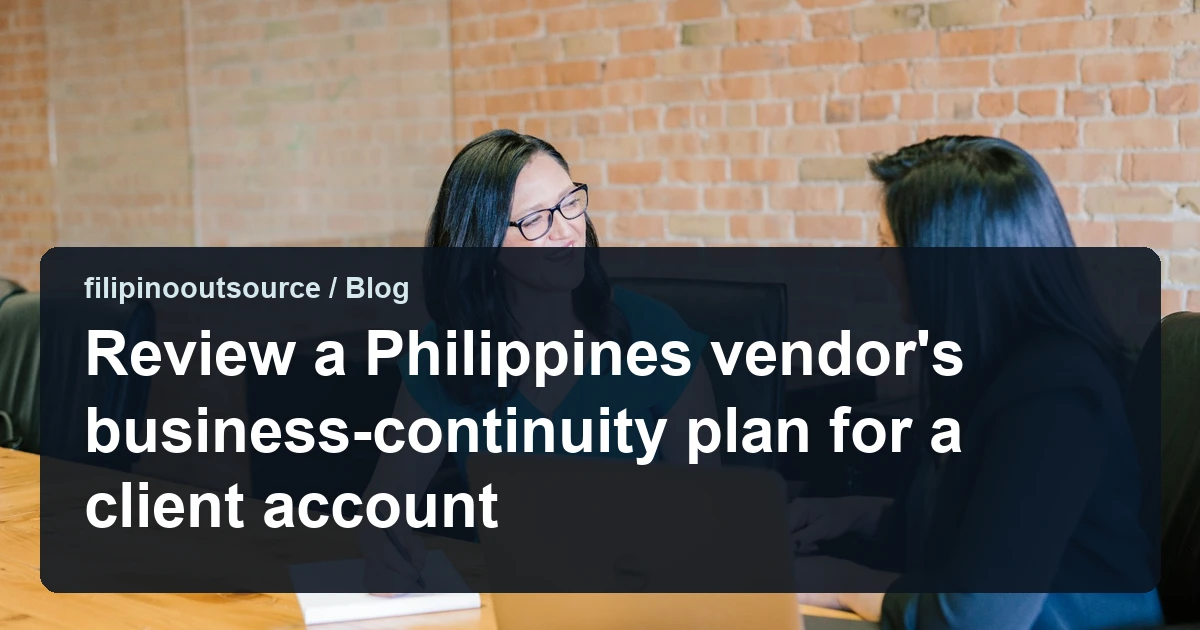 filipinooutsource / Blog
Review a Philippines vendor's
business-continuity plan for a
client account